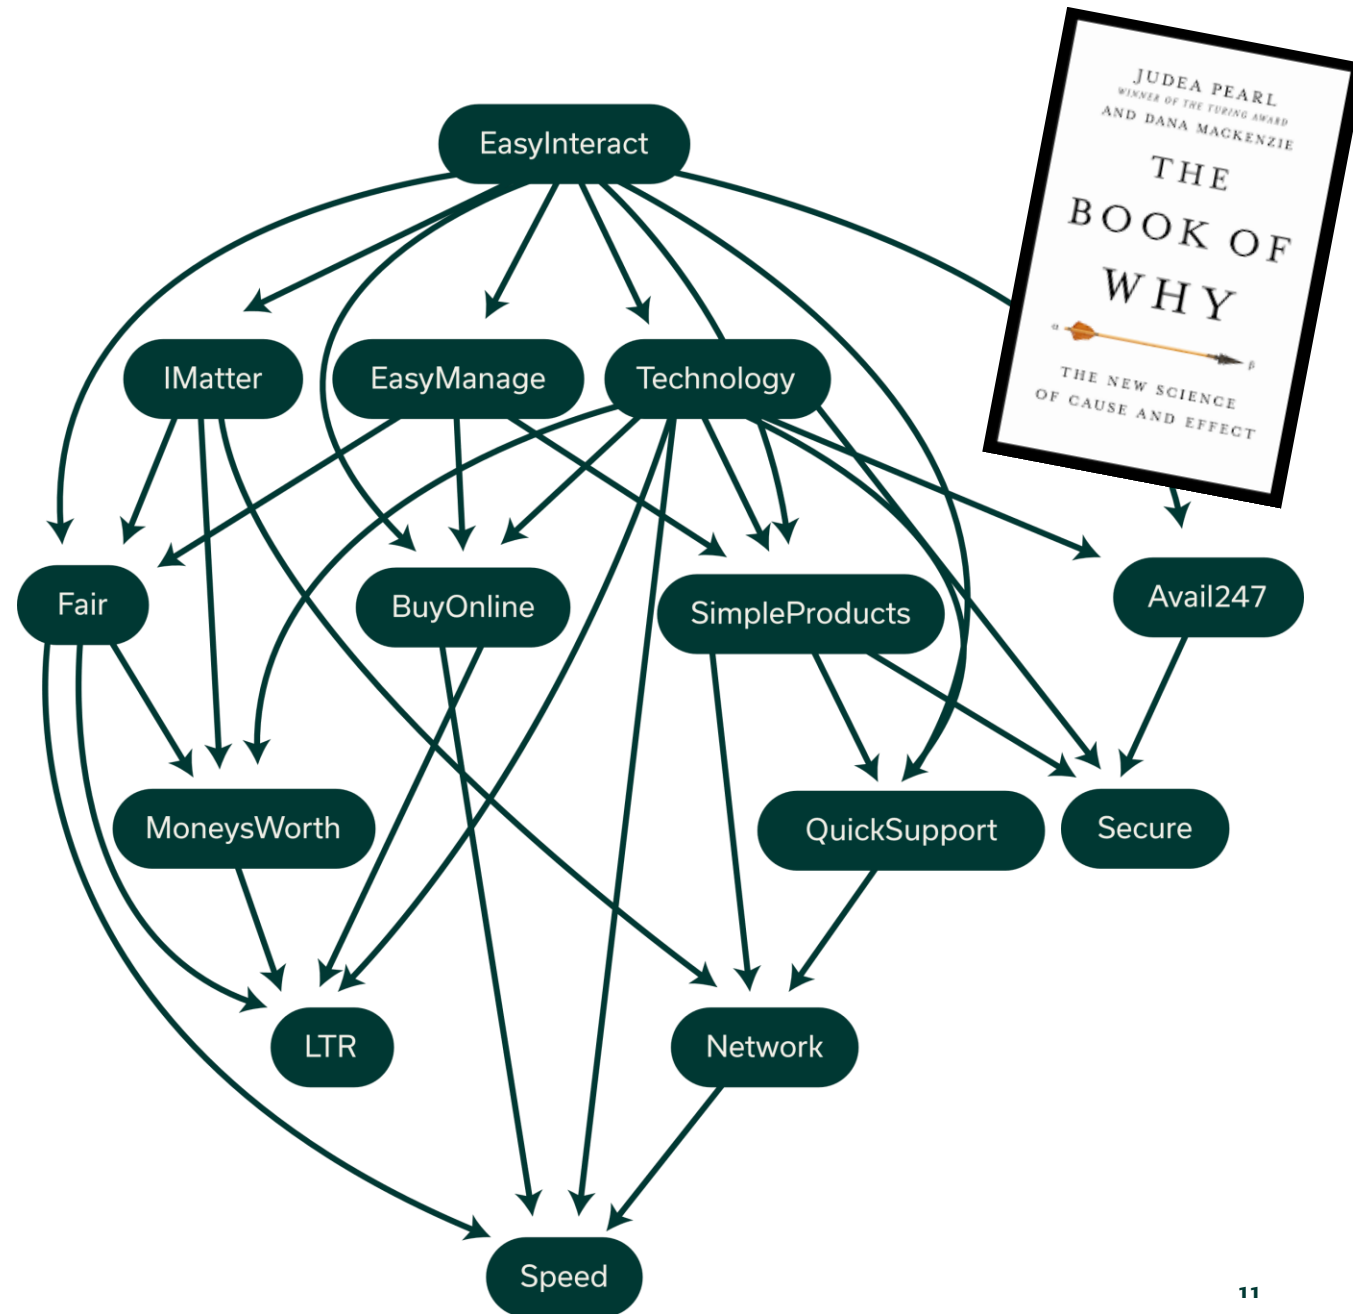 JUDEA PEARL
WINNER OF THE TURING AWARD
AND DANA MACKENZIE
THE
BOOK OF
WHY
α
β
THE NEW SCIENCE
OF CAUSE AND EFFECT
EasyInteract
IMatter
EasyManage
Technology
Fair
BuyOnline
SimpleProducts
Avail247
MoneysWorth
QuickSupport
Secure
LTR
Network
Speed
11